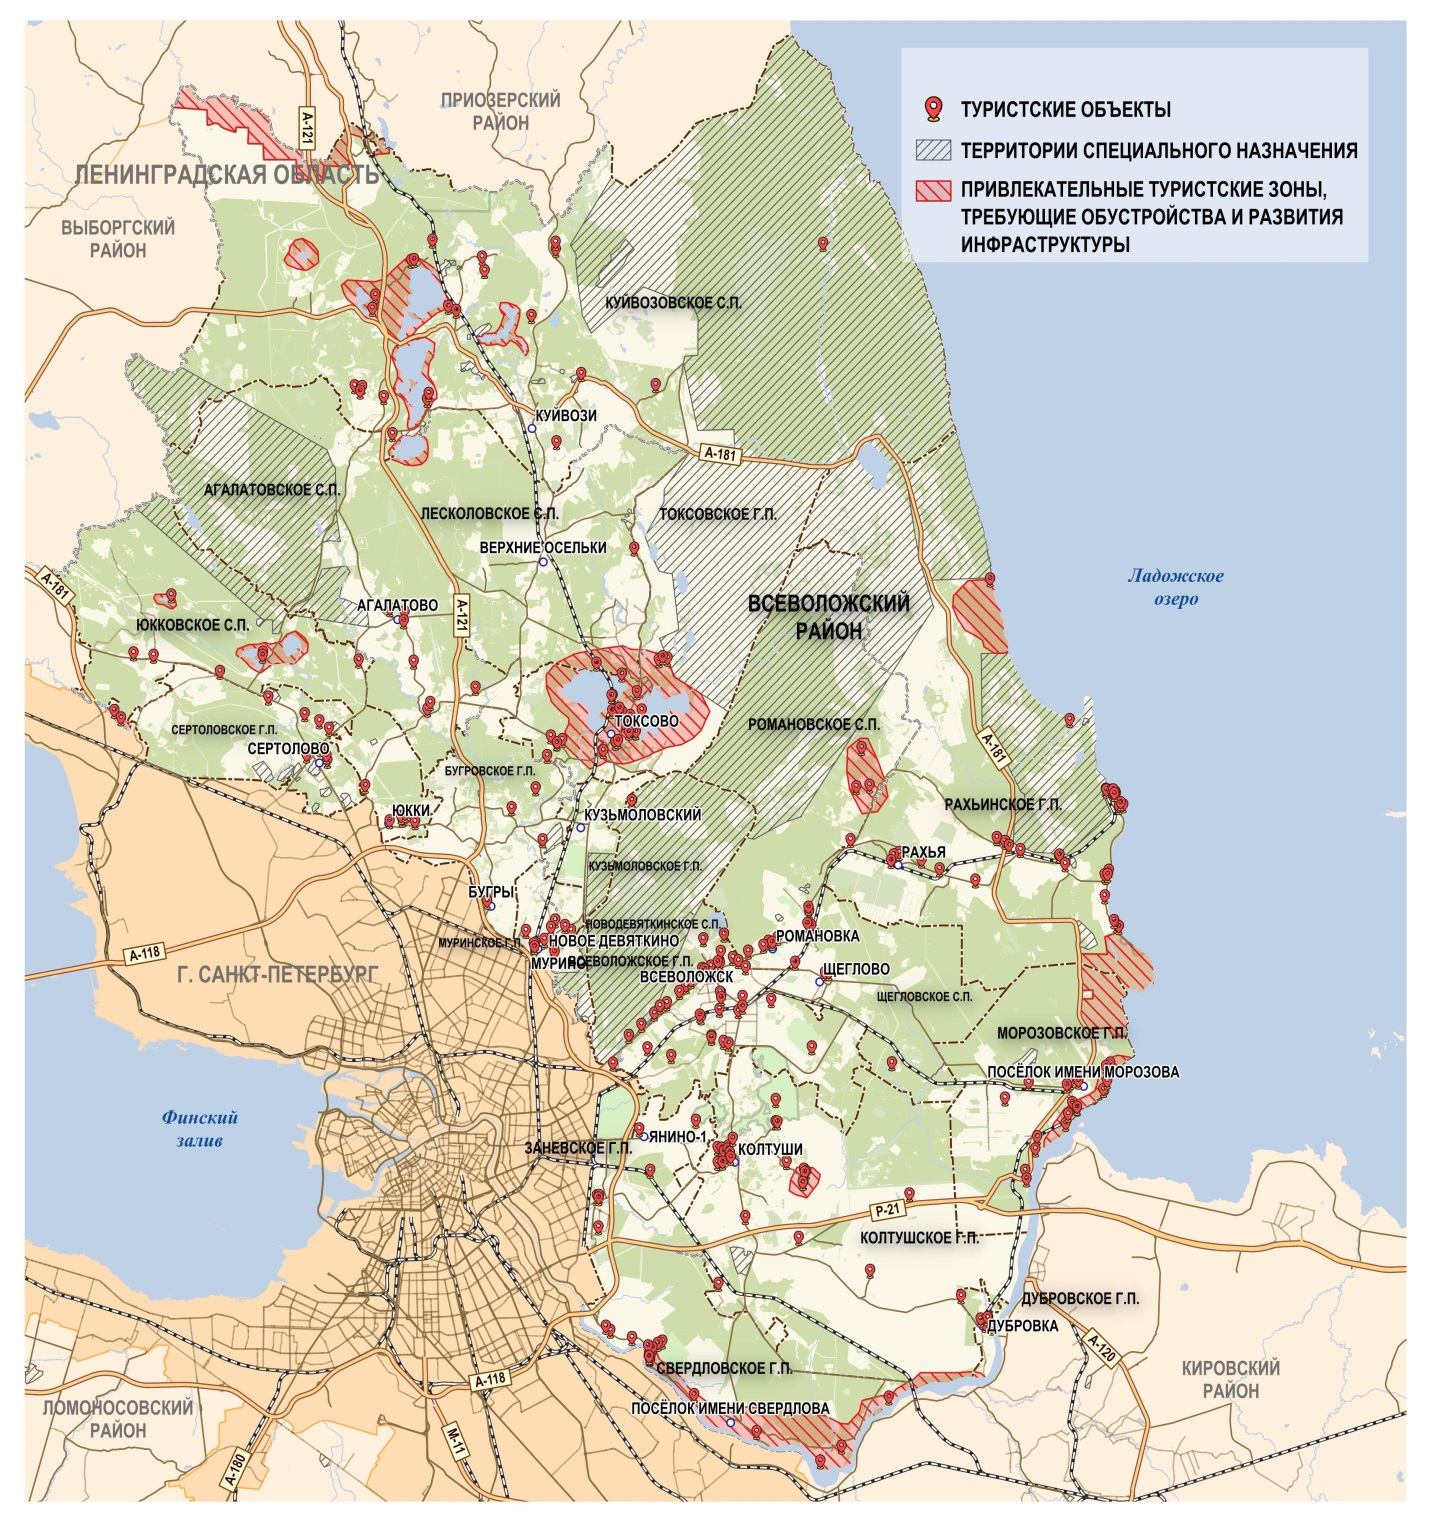 ТУРИСТСКИЕ ОБЪЕКТЫ
ТЕРРИТОРИИ СПЕЦИАЛЬНОГО НАЗНАЧЕНИЯ
ПРИВЛЕКАТЕЛЬНЫЕ ТУРИСТСКИЕ ЗОНЫ,
ТРЕБУЮЩИЕ ОБУСТРОЙСТВА И РАЗВИТИЯ
ИНФРАСТРУКТУРЫ
ПРИОЗЕРСКИЙ
РАЙОН
А-121
ЛЕНИНГРАДСКАЯ ОБЛАСТЬ
ВЫБОРГСКИЙ
РАЙОН
КУЙВОЗОВСКОЕ С.П.
КУЙВОЗИ
А-181
АГАЛАТОВСКОЕ С.П.
ЛЕСКОЛОВСКОЕ С.П.
ТОКСОВСКОЕ Г.П.
ВЕРХНИЕ ОСЕЛЬКИ
А-181
Ладожское
озеро
АГАЛАТОВО
А-121
ВСЕВОЛОЖСКИЙ
РАЙОН
ЮККОВСКОЕ С.П.
ТОКСОВО
РОМАНОВСКОЕ С.П.
СЕРТОЛОВСКОЕ Г.П.
СЕРТОЛОВО
А-181
БУГРОВСКОЕ Г.П.
РАХЬИНСКОЕ Г.П.
ЮККИ
КУЗЬМОЛОВСКИЙ
РАХЬЯ
КУЗЬМОЛОВСКОЕ Г.П.
БУГРЫ
НОВОДЕВЯТКИНСКОЕ С.П.
МУРИНСКОЕ Г.П.
НОВОЕ ДЕВЯТКИНО
РОМАНОВКА
А-118
МУРИНО
ВСЕВОЛОЖСКОЕ Г.П.
Г. САНКТ-ПЕТЕРБУРГ
ВСЕВОЛОЖСК
ЩЕГЛОВО
ЩЕГЛОВСКОЕ С.П.
МОРОЗОВСКОЕ Г.П.
ПОСЁЛОК ИМЕНИ МОРОЗОВА
Финский
залив
ЯНИНО-1
ЗАНЕВСКОЕ Г.П.
КОЛТУШИ
Р-21
КОЛТУШСКОЕ Г.П.
ДУБРОВСКОЕ Г.П.
ДУБРОВКА
А-120
СВЕРДЛОВСКОЕ Г.П.
КИРОВСКИЙ
РАЙОН
А-118
ЛОМОНОСОВСКИЙ
РАЙОН
ПОСЁЛОК ИМЕНИ СВЕРДЛОВА
М-11
А-180